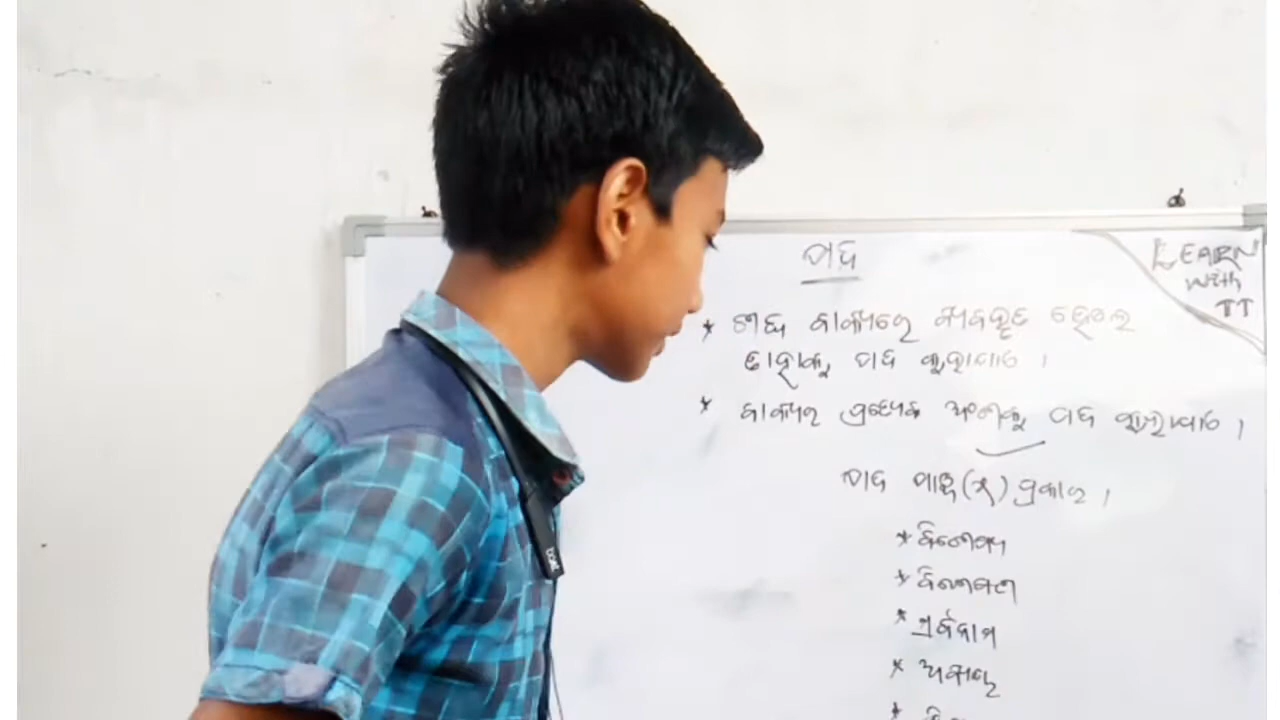 ପଦ
LEARN
with
TT
* ଶବ୍ଦ ବାକ୍ୟରେ ବ୍ୟବହୃତ ହେଲେ
ତାହାକୁ ପଦ କୁହାଯାଏ ।
* ବାକ୍ୟର ପ୍ରତ୍ୟେକ ଅଂଶକୁ ପଦ କୁହାଯାଏ ।
ପଦ ପାଞ୍ଚ (୫) ପ୍ରକାର ।
* ବିଶେଷ୍ୟ
* ବିଶେଷଣ
* ସର୍ବନାମ
* ଅବ୍ୟୟ
boAt